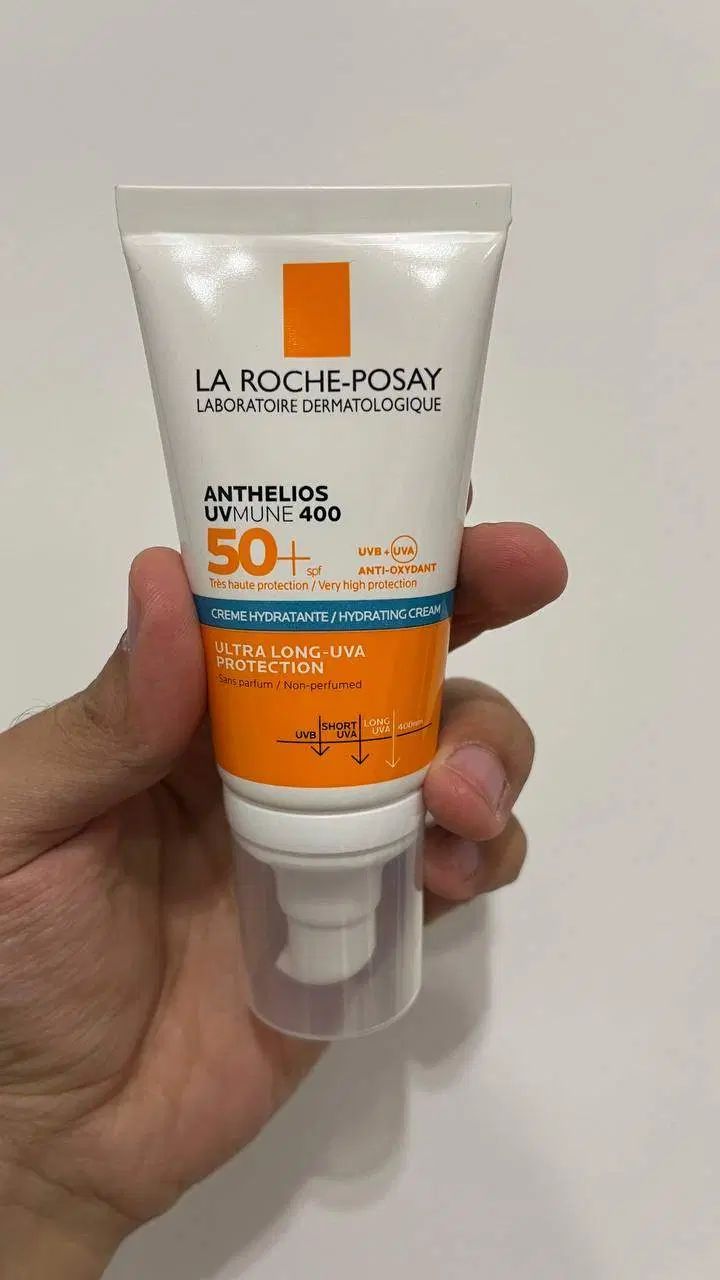 LA ROCHE-POSAY
LABORATOIRE DERMATOLOGIQUE
ANTHELIOS
UVMUNE 400
50+ spf
UVB + UVA
ANTI-OXYDANT
Très haute protection / Very high protection
CREME HYDRATANTE / HYDRATING CREAM
ULTRA LONG-UVA
PROTECTION
Sans parfum / Non-perfumed
UVB
SHORT
UVA
LONG
UVA
400nm